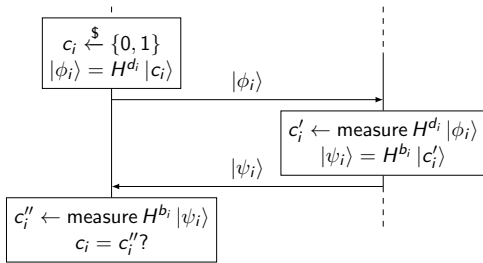 c_i ←$ {0, 1}
|ϕ_i⟩ = H^{d_i} |c_i⟩
|ϕ_i⟩
c′_i ← measure H^{d_i} |ϕ_i⟩
|ψ_i⟩ = H^{b_i} |c′_i⟩
|ψ_i⟩
c″_i ← measure H^{b_i} |ψ_i⟩
c_i = c″_i?